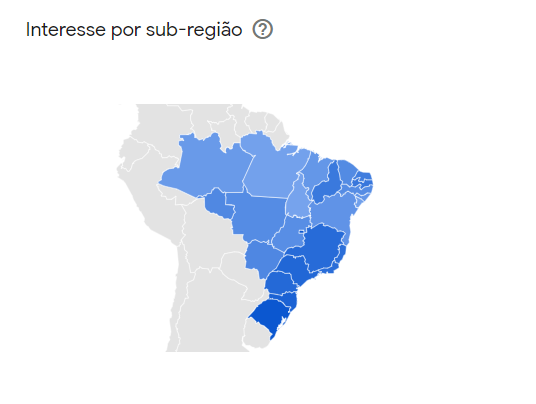 Interesse por sub-região ?